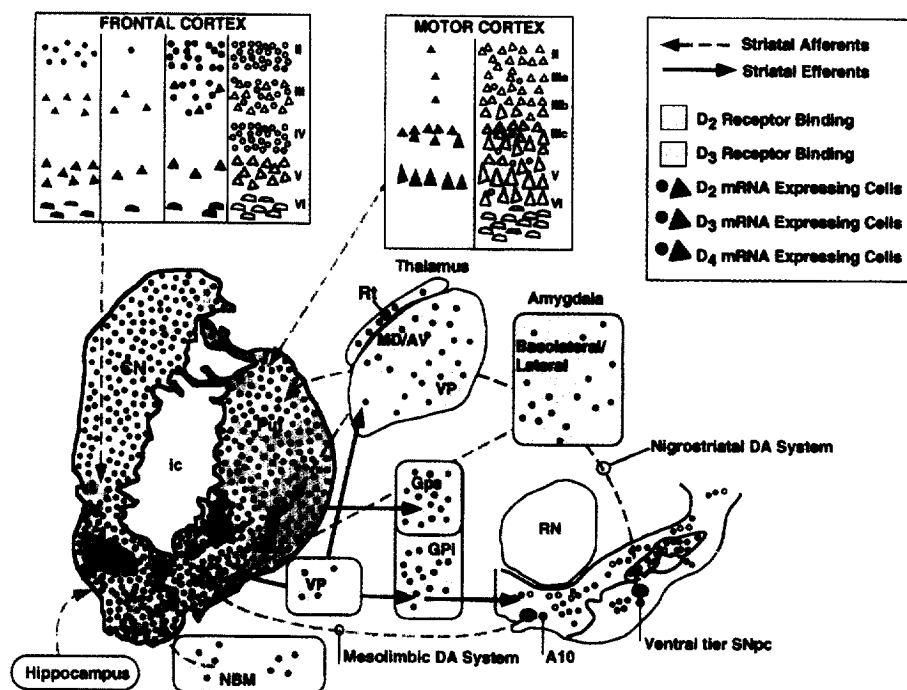 FRONTAL CORTEX
II
III
IV
V
VI
MOTOR CORTEX
II
IIIa
IIIb
IIIc
V
VI
Striatal Afferents
Striatal Efferents
D2 Receptor Binding
D3 Receptor Binding
D2 mRNA Expressing Cells
D3 mRNA Expressing Cells
D4 mRNA Expressing Cells
Thalamus
Rt
MD/AV
VP
Amygdala
Basolateral/
Lateral
CN
Put
ic
Nigrostriatal DA System
Gpe
GPi
RN
VP
Hippocampus
NBM
Mesolimbic DA System
A10
Ventral tier SNpc